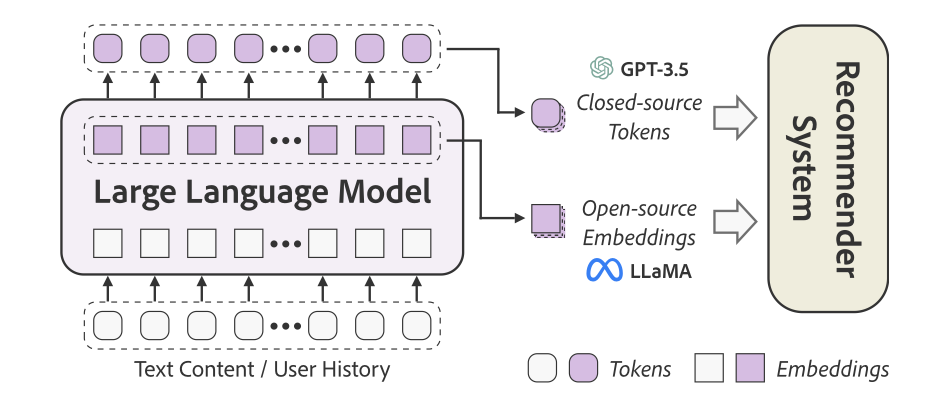 GPT-3.5
Closed-source
Tokens
Large Language Model
Open-source
Embeddings
LLaMA
Recommender
System
Text Content / User History
Tokens
Embeddings